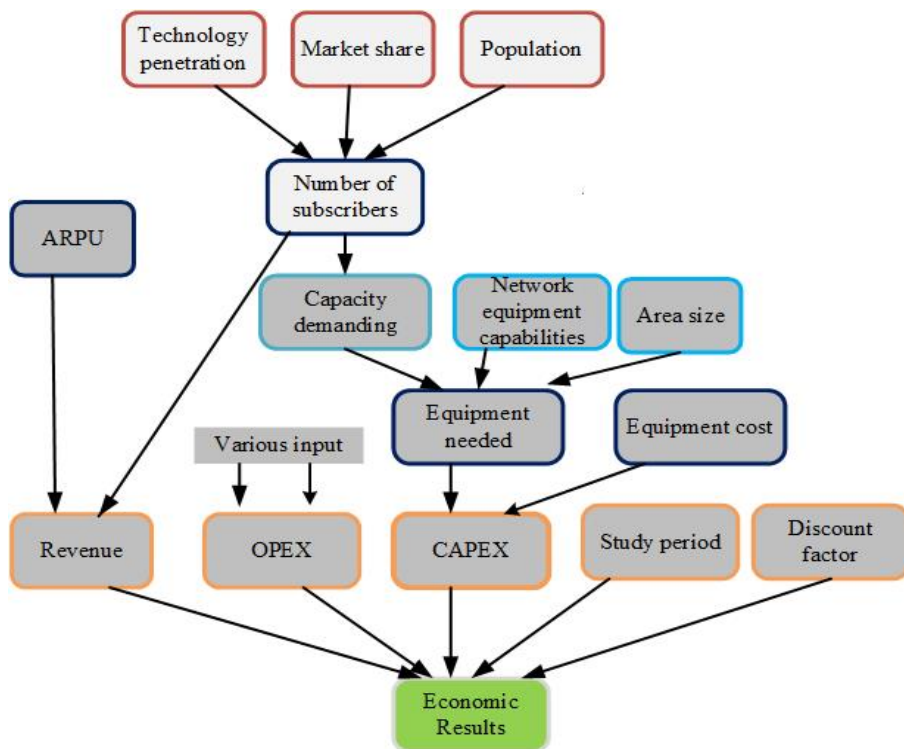 Technology
penetration
Market share
Population
Number of
subscribers
ARPU
Capacity
demanding
Network
equipment
capabilities
Area size
Equipment
needed
Equipment cost
Various input
Revenue
OPEX
CAPEX
Study period
Discount
factor
Economic
Results